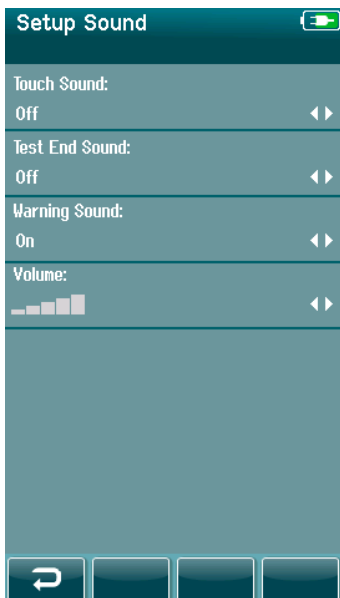 Setup Sound
Touch Sound:
Off
Test End Sound:
Off
Warning Sound:
On
Volume: